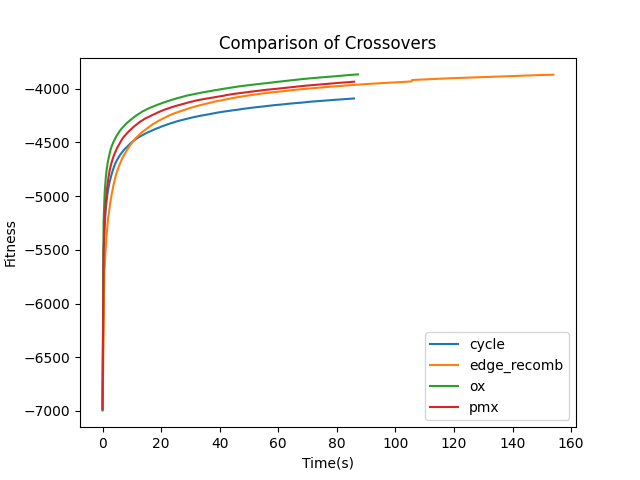 Comparison of Crossovers
Fitness
−4000
−4500
−5000
−5500
−6000
−6500
−7000
cycle
edge_recomb
ox
pmx
0 20 40 60 80 100 120 140 160
Time(s)